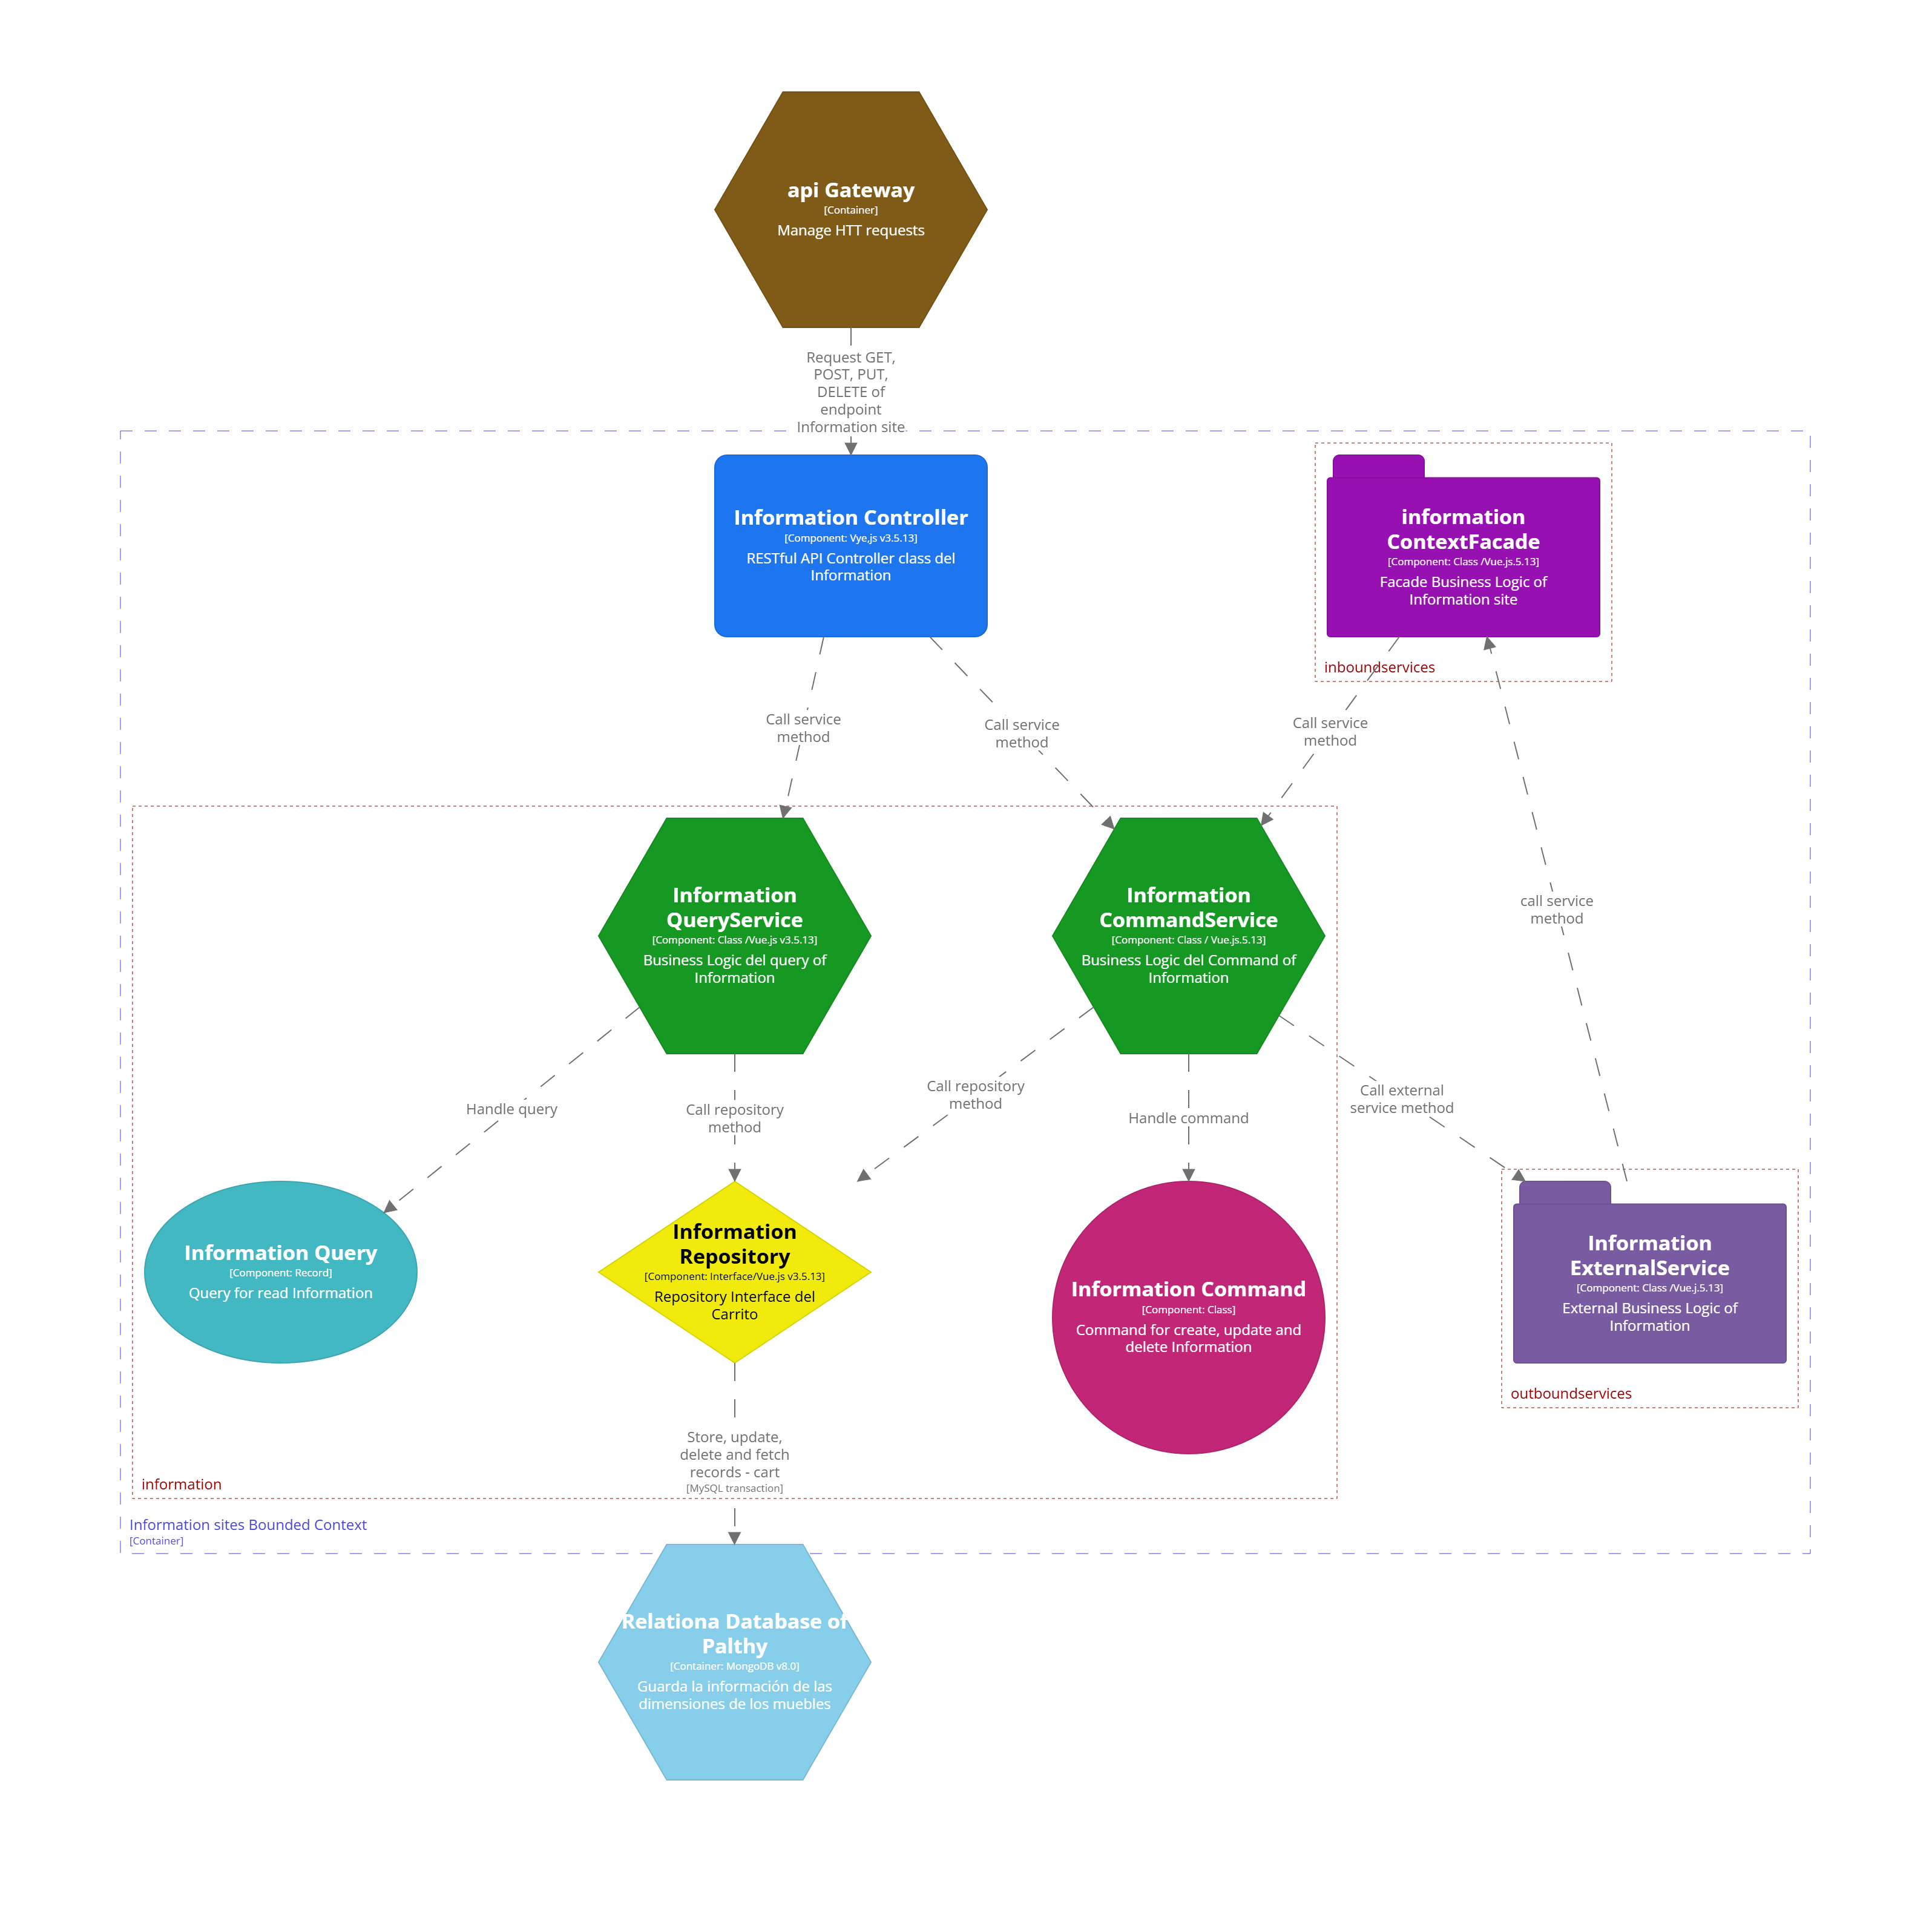 api Gateway
[Container]
Manage HTT requests
Request GET,
POST, PUT,
DELETE of
endpoint
Information site
Information Controller
[Component: Vye,js v3.5.13]
RESTful API Controller class del
Information
information
ContextFacade
[Component: Class /Vue.js.5.13]
Facade Business Logic of
Information site
inboundservices
Call service
method
Call service
method
Call service
method
call service
method
Information
QueryService
[Component: Class /Vue.js v3.5.13]
Business Logic del query of
Information
Information
CommandService
[Component: Class / Vue.js.5.13]
Business Logic del Command of
Information
Handle query
Call repository
method
Call repository
method
Handle command
Call external
service method
Information Query
[Component: Record]
Query for read Information
Information
Repository
[Component: Interface/Vue.js v3.5.13]
Repository Interface del
Carrito
Information Command
[Component: Class]
Command for create, update and
delete Information
Information
ExternalService
[Component: Class /Vue.j.5.13]
External Business Logic of
Information
outboundservices
Store, update,
delete and fetch
records - cart
[MySQL transaction]
information
Information sites Bounded Context
[Container]
Relationa Database of
Palthy
[Container: MongoDB v8.0]
Guarda la información de las
dimensiones de los muebles